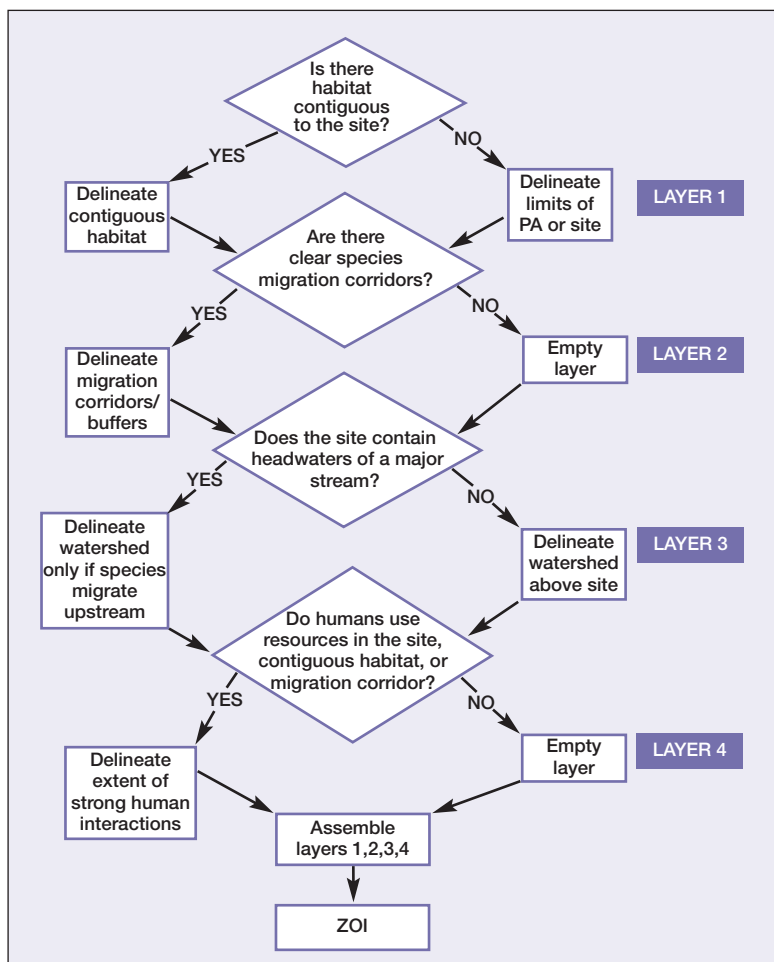 Is there
habitat
contiguous
to the site?
YES
NO
Delineate
contiguous
habitat
Delineate
limits of
PA or site
LAYER 1
Are there
clear species
migration corridors?
YES
NO
Delineate
migration
corridors/
buffers
Empty
layer
LAYER 2
Does the site contain
headwaters of a major
stream?
YES
NO
Delineate
watershed
only if species
migrate
upstream
Delineate
watershed
above site
LAYER 3
Do humans use
resources in the site,
contiguous habitat, or
migration corridor?
YES
NO
Delineate
extent of
strong human
interactions
Empty
layer
LAYER 4
Assemble
layers 1,2,3,4
ZOI